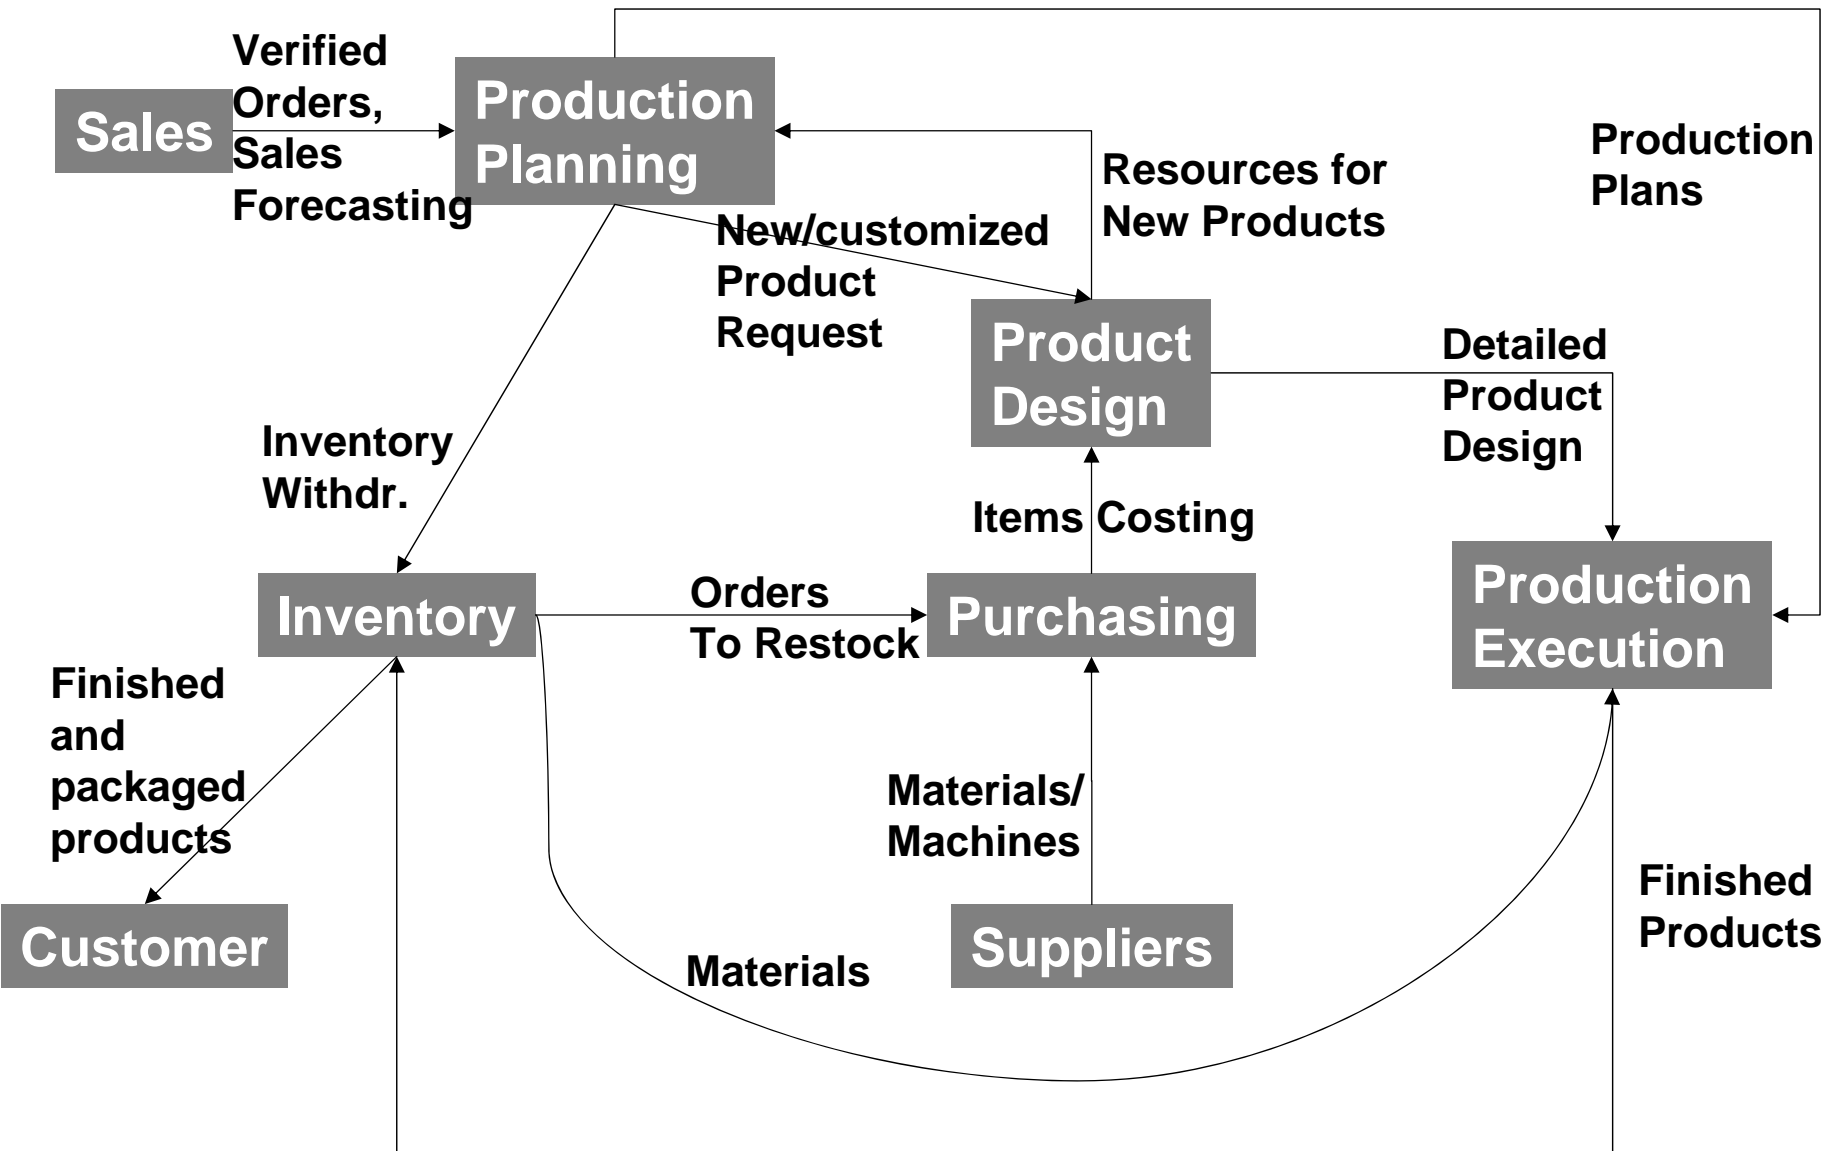 Verified
Orders,
Sales
Forecasting
Sales
Production
Planning
Production
Plans
Resources for
New Products
New/customized
Product
Request
Product
Design
Detailed
Product
Design
Inventory
Withdr.
Items Costing
Production
Execution
Inventory
Orders
To Restock
Purchasing
Finished
and
packaged
products
Materials/
Machines
Finished
Products
Customer
Suppliers
Materials